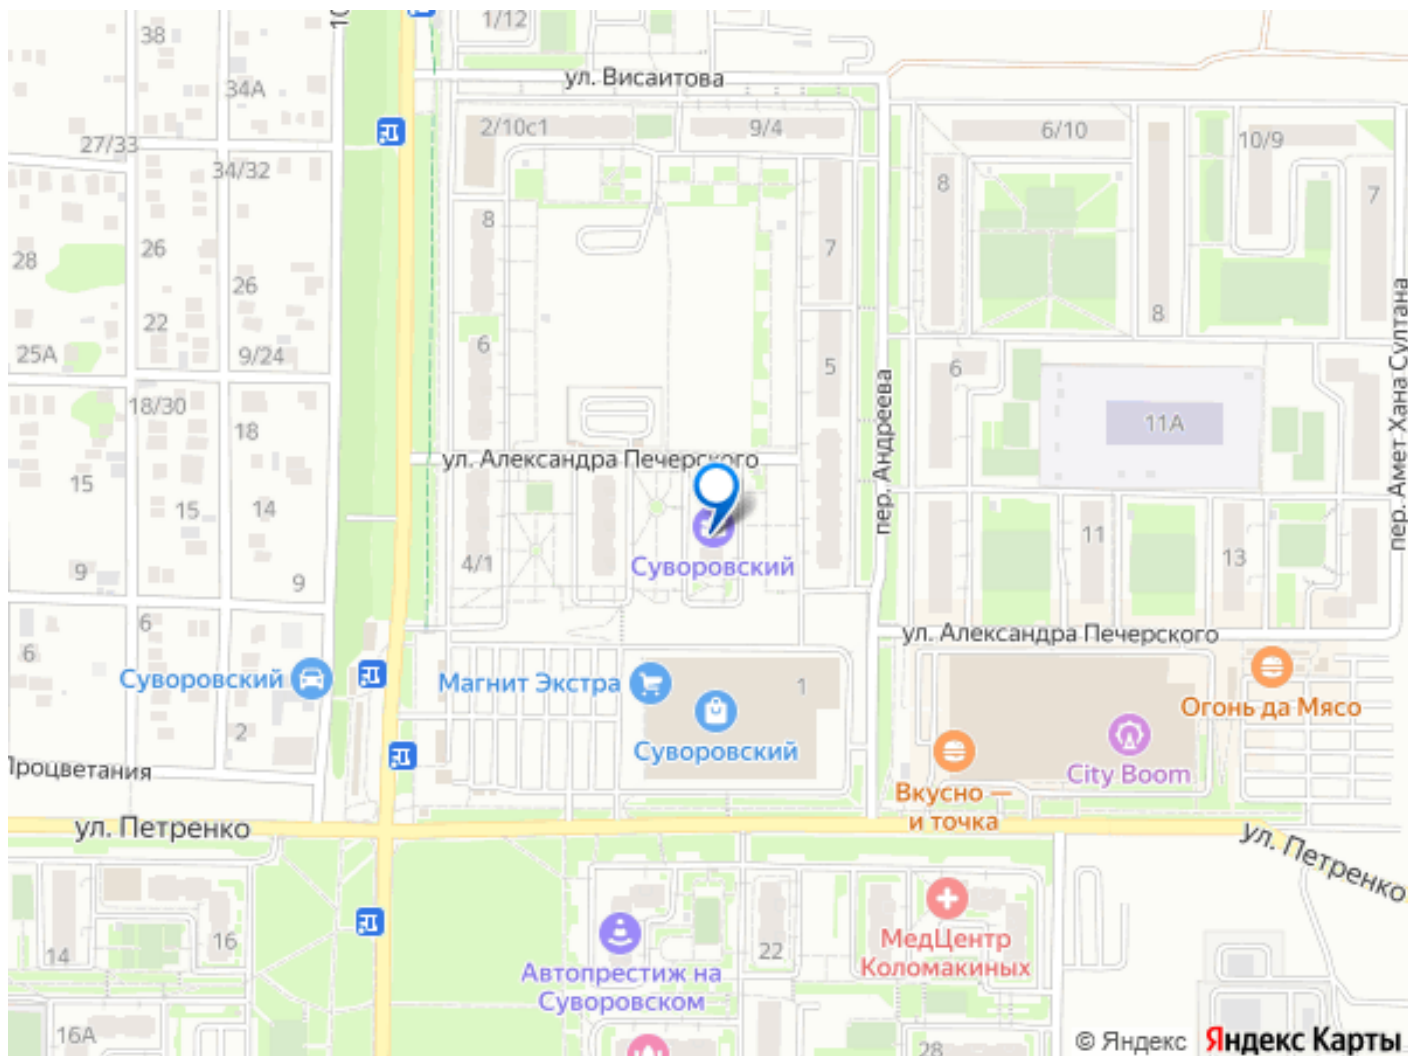 1/12
38
10
ул. Висаитова
34А
2/10с1
9/4
6/10
10/9
27/33
34/32
8
7
8
7
26
28
26
22
8
6
25А
9/24
5
6
18/30
18
11А
пер. Андреева
пер. Амет-Хана Султана
ул. Александра Печерского
15
15
14
11
13
Суворовский
4/1
9
9
6
6
ул. Александра Печерского
Суворовский
Магнит Экстра
1
Огонь да Мясо
2
Суворовский
City Boom
Процветания
Вкусно —
и точка
ул. Петренко
ул. Петренко
16
14
22
МедЦентр
Коломакиных
Автопрестиж на
Суворовском
16А
28
© Яндекс Яндекс Карты